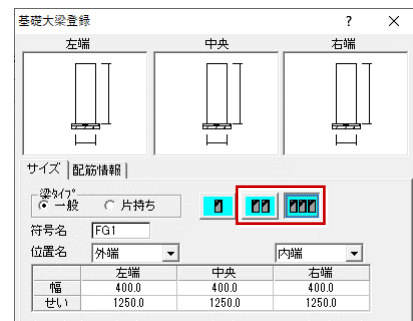 基礎大梁登録 ? ×
左端 中央 右端
サイズ 配筋情報
梁タイプ
一般 片持ち
符号名 FG1
位置名 外端 内端
左端 中央 右端
幅 400.0 400.0 400.0
せい 1250.0 1250.0 1250.0